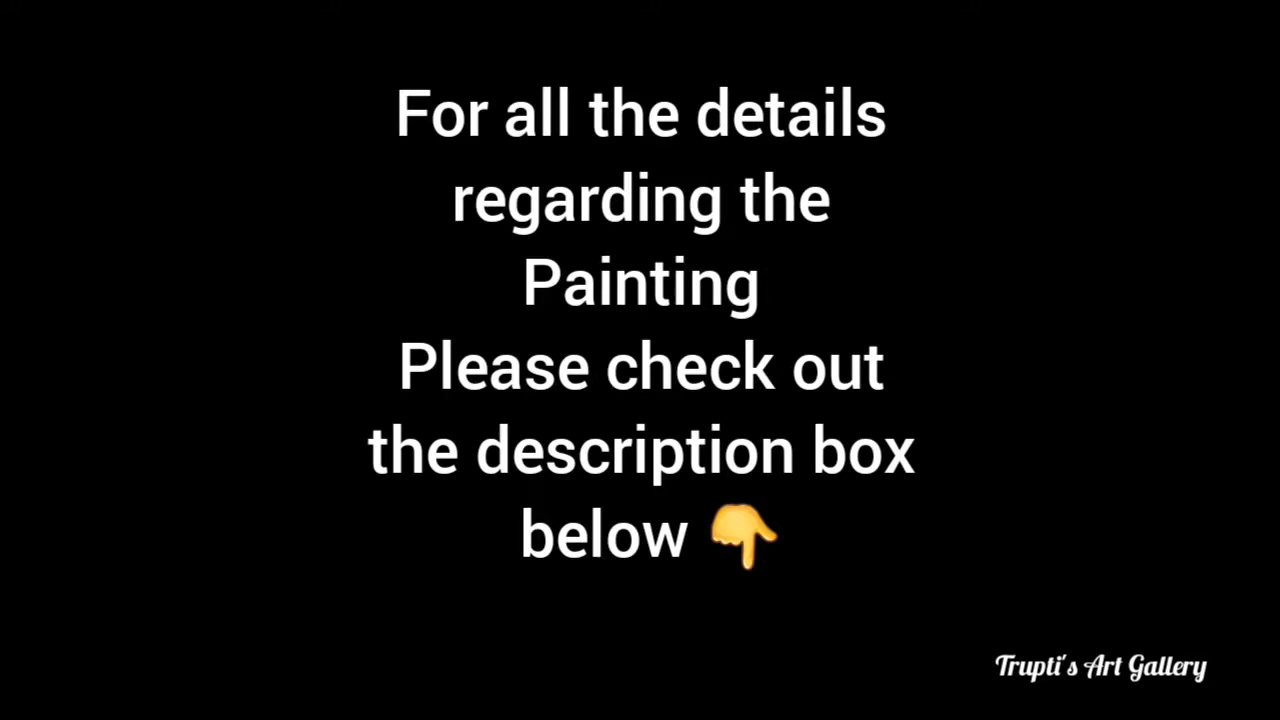 For all the details
regarding the
Painting
Please check out
the description box
below 👇
Trupti's Art Gallery